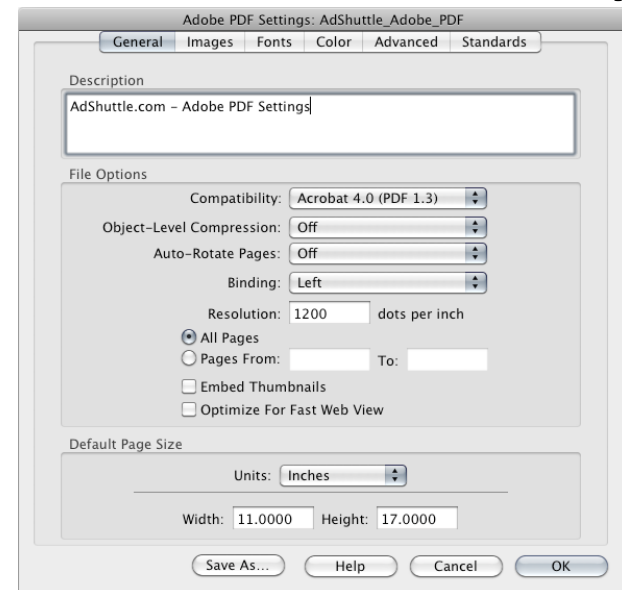 Adobe PDF Settings: AdShuttle_Adobe_PDF
General Images Fonts Color Advanced Standards
Description
AdShuttle.com – Adobe PDF Settings
File Options
Compatibility: Acrobat 4.0 (PDF 1.3)
Object-Level Compression: Off
Auto-Rotate Pages: Off
Binding: Left
Resolution: 1200 dots per inch
All Pages
Pages From: To:
Embed Thumbnails
Optimize For Fast Web View
Default Page Size
Units: Inches
Width: 11.0000 Height: 17.0000
Save As... Help Cancel OK